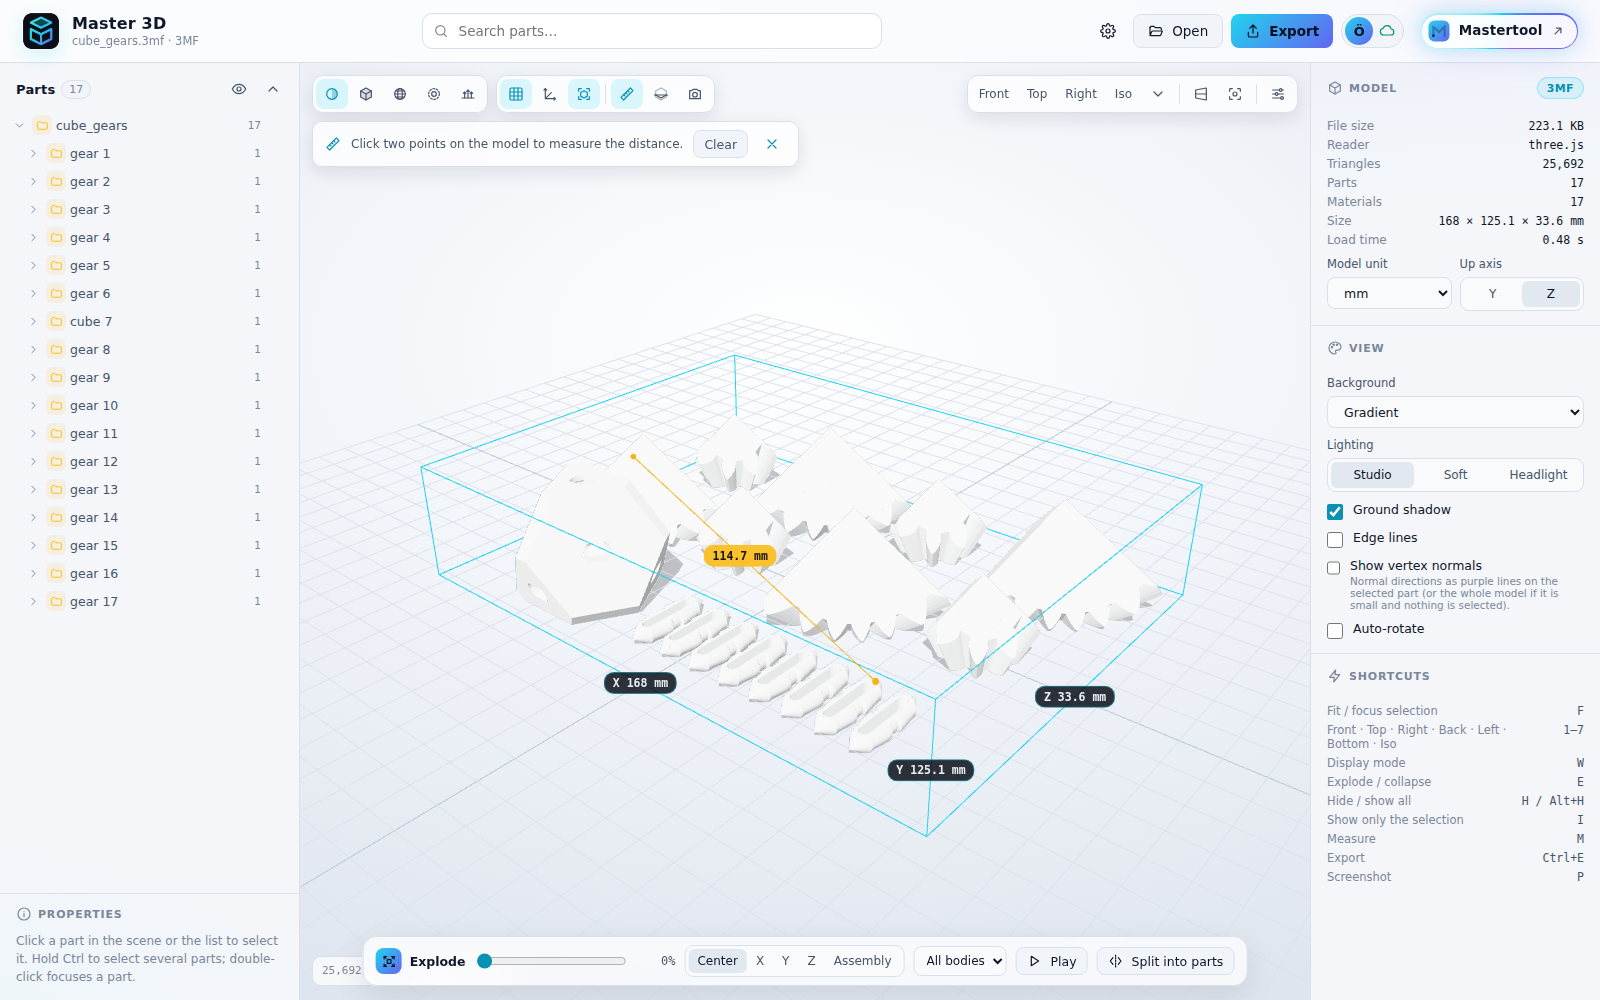 Master 3D
cube_gears.3mf · 3MF
Search parts...
Open
Export
Ö
Mastertool
Parts 17
cube_gears 17
gear 1 1
gear 2 1
gear 3 1
gear 4 1
gear 5 1
gear 6 1
cube 7 1
gear 8 1
gear 9 1
gear 10 1
gear 11 1
gear 12 1
gear 13 1
gear 14 1
gear 15 1
gear 16 1
gear 17 1
PROPERTIES
Click a part in the scene or the list to select
it. Hold Ctrl to select several parts; double-
click focuses a part.
Front Top Right Iso
Click two points on the model to measure the distance. Clear
114.7 mm
X 168 mm
Z 33.6 mm
Y 125.1 mm
25,692
Explode 0% Center X Y Z Assembly All bodies Play Split into parts
MODEL 3MF
File size 223.1 KB
Reader three.js
Triangles 25,692
Parts 17
Materials 17
Size 168 × 125.1 × 33.6 mm
Load time 0.48 s
Model unit Up axis
mm Y Z
VIEW
Background
Gradient
Lighting
Studio Soft Headlight
Ground shadow
Edge lines
Show vertex normals
Normal directions as purple lines on the
selected part (or the whole model if it is
small and nothing is selected).
Auto-rotate
SHORTCUTS
Fit / focus selection F
Front · Top · Right · Back · Left · 1–7
Bottom · Iso
Display mode W
Explode / collapse E
Hide / show all H / Alt+H
Show only the selection I
Measure M
Export Ctrl+E
Screenshot P